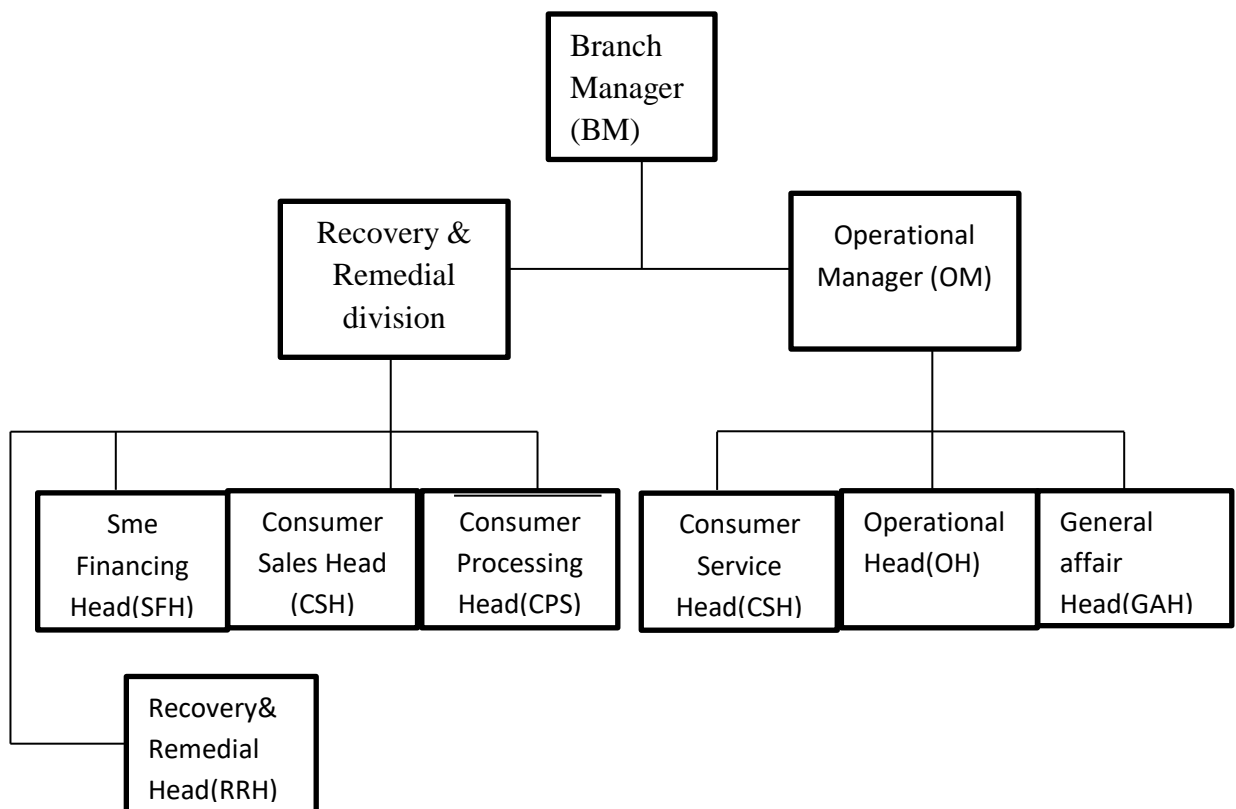 Branch
Manager
(BM)
Recovery &
Remedial
division
Operational
Manager (OM)
Sme
Financing
Head(SFH)
Consumer
Sales Head
(CSH)
Consumer
Processing
Head(CPS)
Consumer
Service
Head(CSH)
Operational
Head(OH)
General
affair
Head(GAH)
Recovery&
Remedial
Head(RRH)